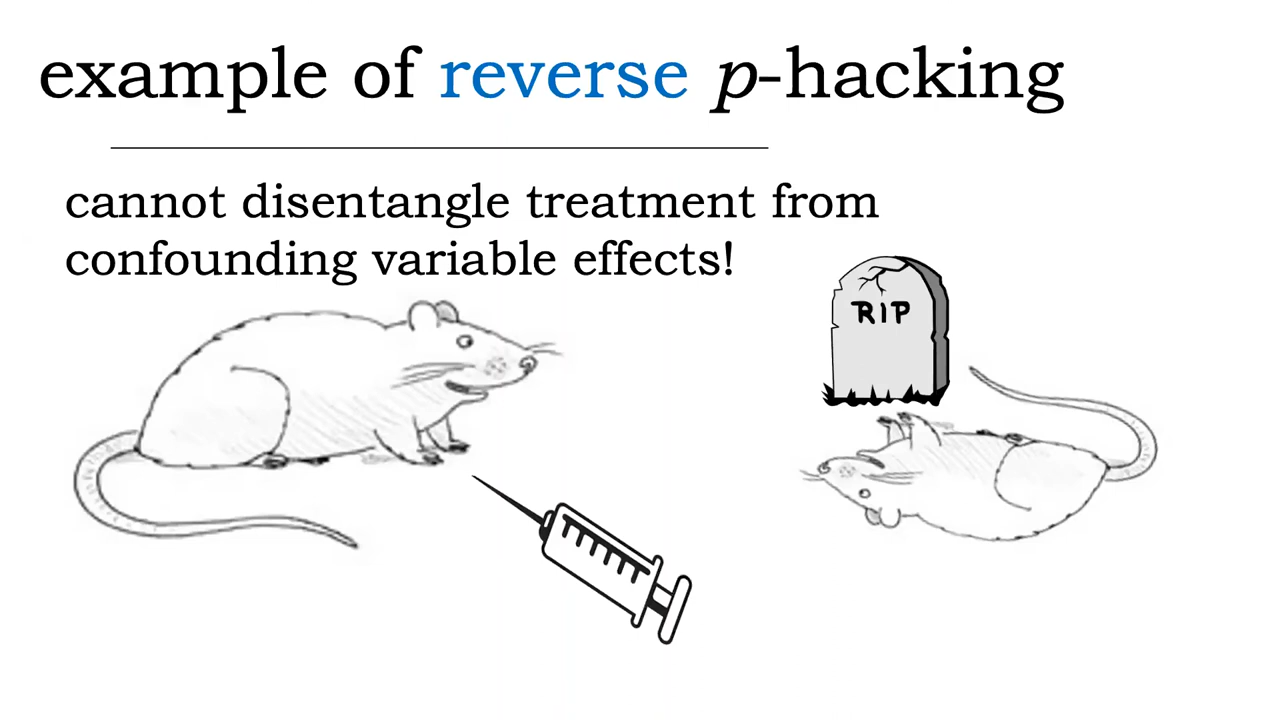 example of reverse p-hacking
cannot disentangle treatment from
confounding variable effects!
RIP